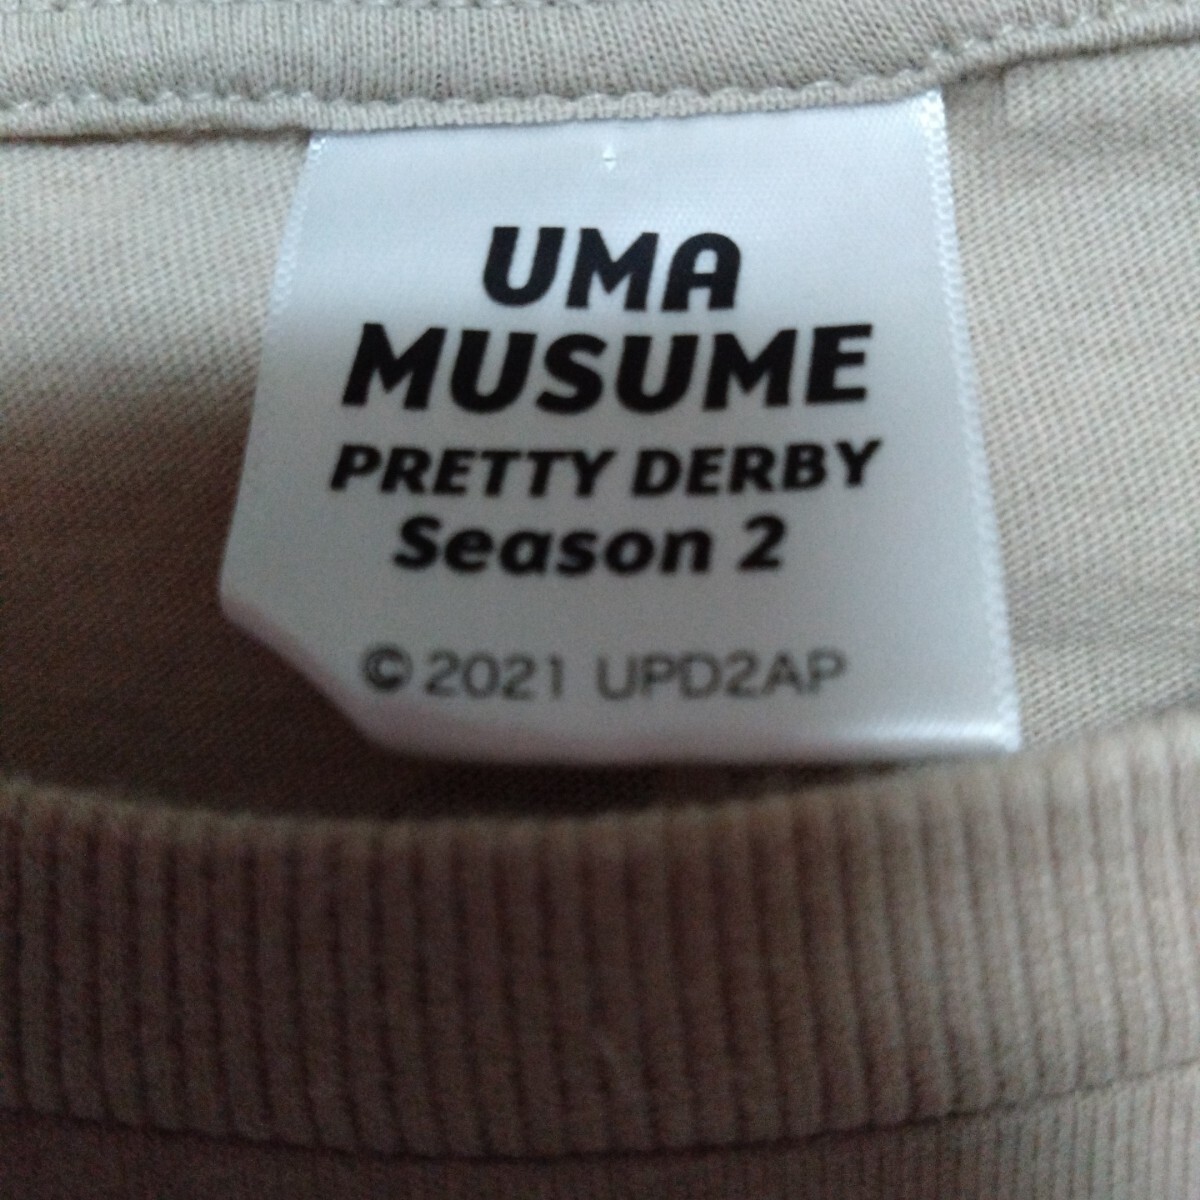 UMA
MUSUME
PRETTY DERBY
Season 2
© 2021 UPD2AP